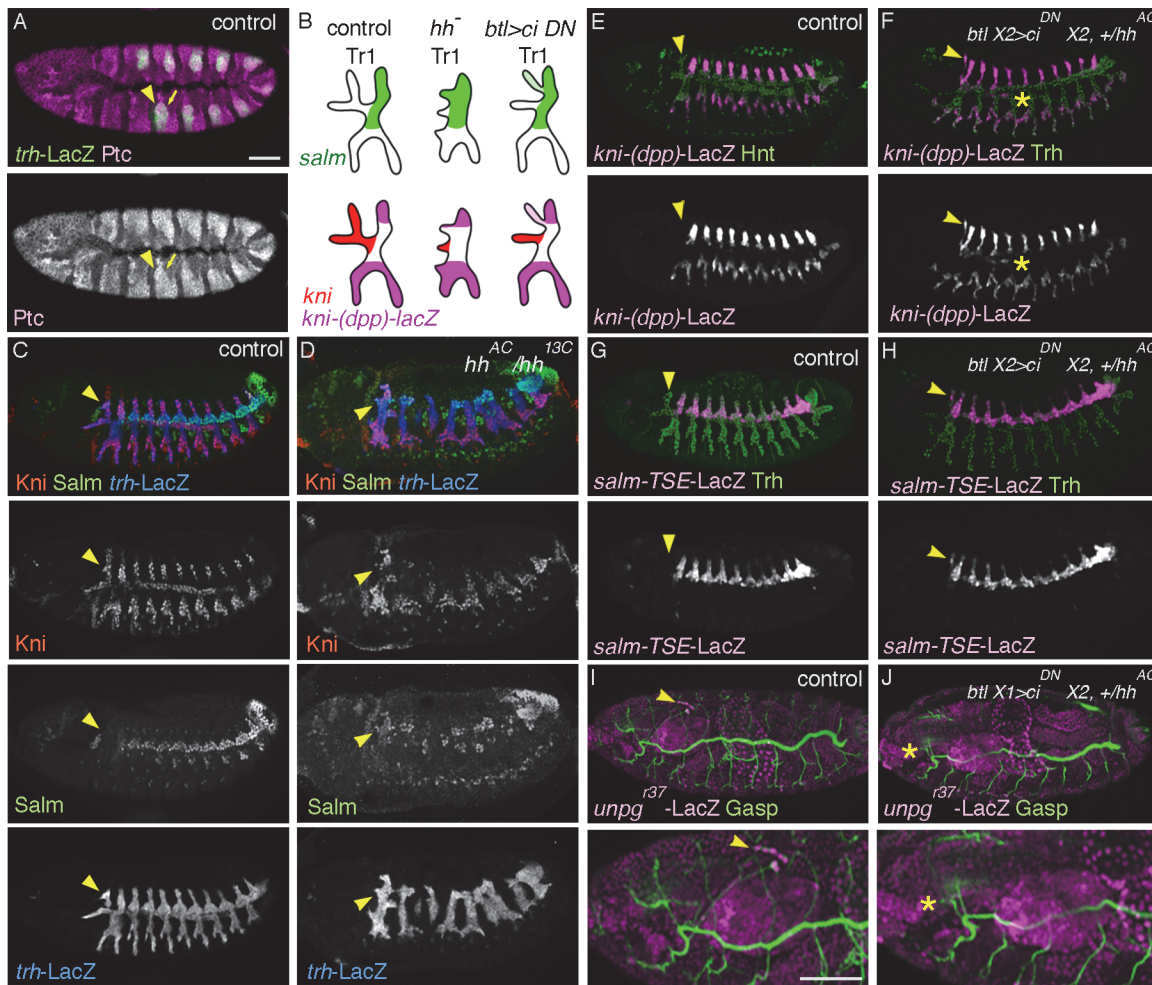 A
control
trh-LacZ Ptc
Ptc
B
control
Tr1
hh⁻
Tr1
btl>ci DN
Tr1
salm
kni
kni-(dpp)-lacZ
C
control
Kni Salm trh-LacZ
Kni
Salm
trh-LacZ
D
hh^AC/hh^13C
Kni Salm trh-LacZ
Kni
Salm
trh-LacZ
E
control
kni-(dpp)-LacZ Hnt
kni-(dpp)-LacZ
F
btl X2>ci^DN X2, +/hh^AC
kni-(dpp)-LacZ Trh
kni-(dpp)-LacZ
G
control
salm-TSE-LacZ Trh
salm-TSE-LacZ
H
btl X2>ci^DN X2, +/hh^AC
salm-TSE-LacZ Trh
salm-TSE-LacZ
I
control
unpg^r37-LacZ Gasp
J
btl X1>ci^DN X2, +/hh^AC
unpg^r37-LacZ Gasp